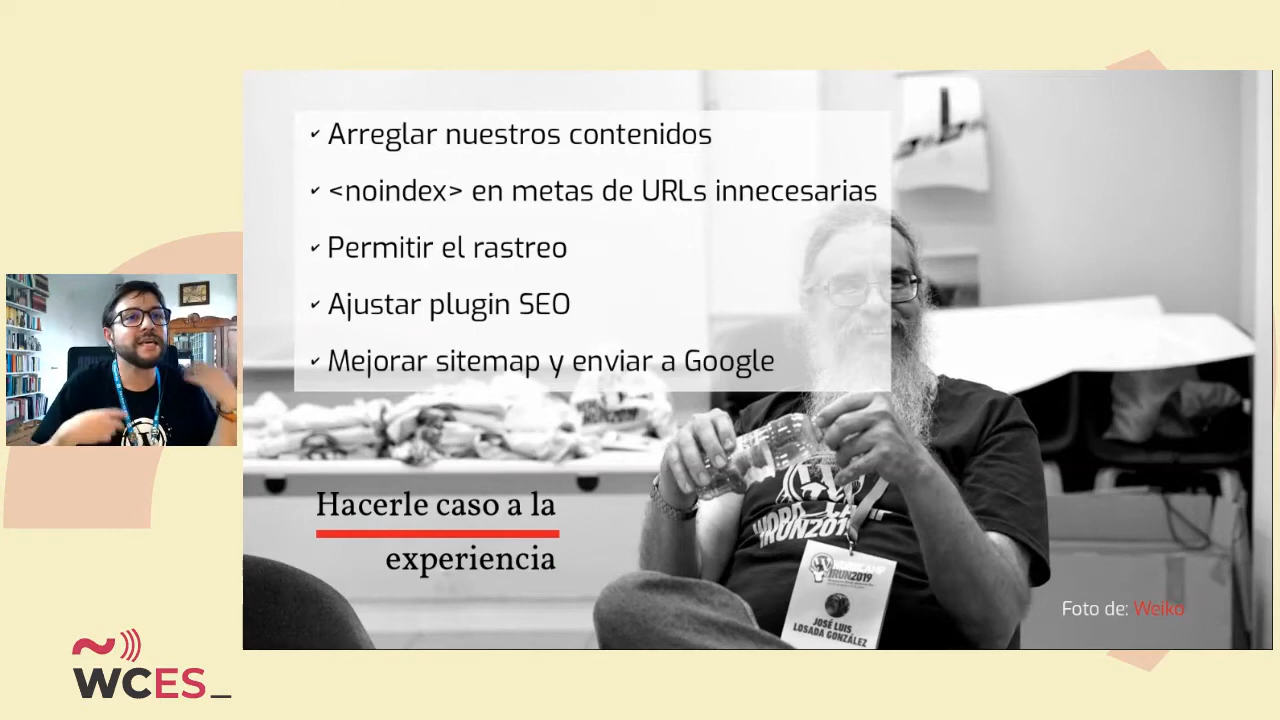 ✔ Arreglar nuestros contenidos
✔ <noindex> en metas de URLs innecesarias
✔ Permitir el rastreo
✔ Ajustar plugin SEO
✔ Mejorar sitemap y enviar a Google
Hacerle caso a la
experiencia
IRUN2019
IRUN2019
JOSÉ LUIS
LOSADA GONZÁLEZ
Foto de: Weiko
WCES_